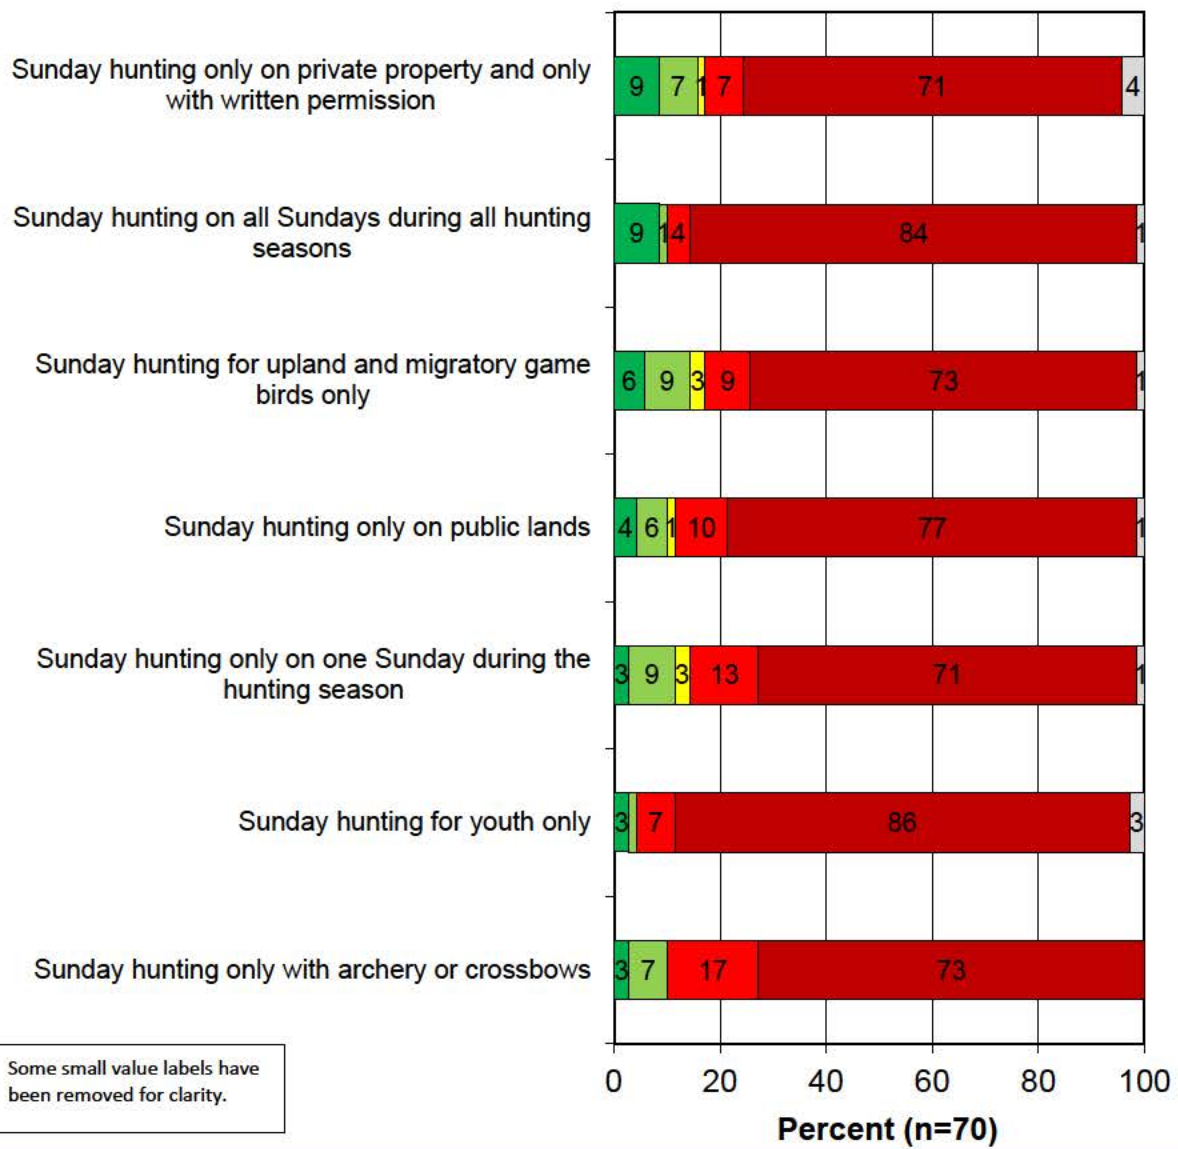 Sunday hunting only on private property and only
with written permission
9 7 1 7 71 4
Sunday hunting on all Sundays during all hunting
seasons
9 1 4 84 1
Sunday hunting for upland and migratory game
birds only
6 9 3 9 73 1
Sunday hunting only on public lands
4 6 1 10 77 1
Sunday hunting only on one Sunday during the
hunting season
3 9 3 13 71 1
Sunday hunting for youth only
3 7 86 3
Sunday hunting only with archery or crossbows
3 7 17 73
Some small value labels have
been removed for clarity.
0 20 40 60 80 100
Percent (n=70)